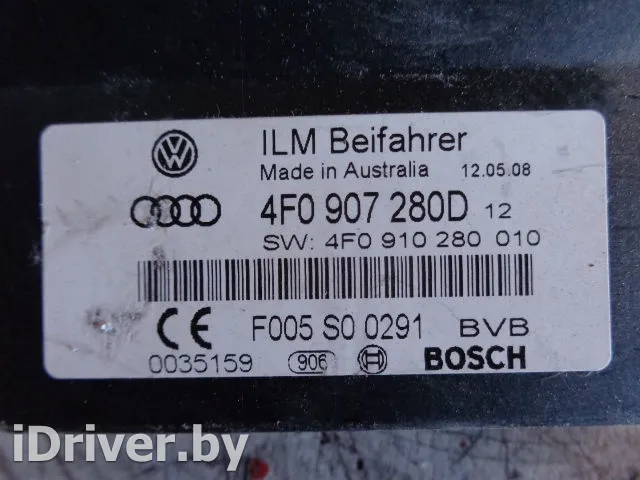 ILM Beifahrer
Made in Australia 12.05.08
4F0 907 280D 12
SW: 4F0 910 280 010
CE F005 S0 0291 BVB
0035159 906 BOSCH
iDriver.by